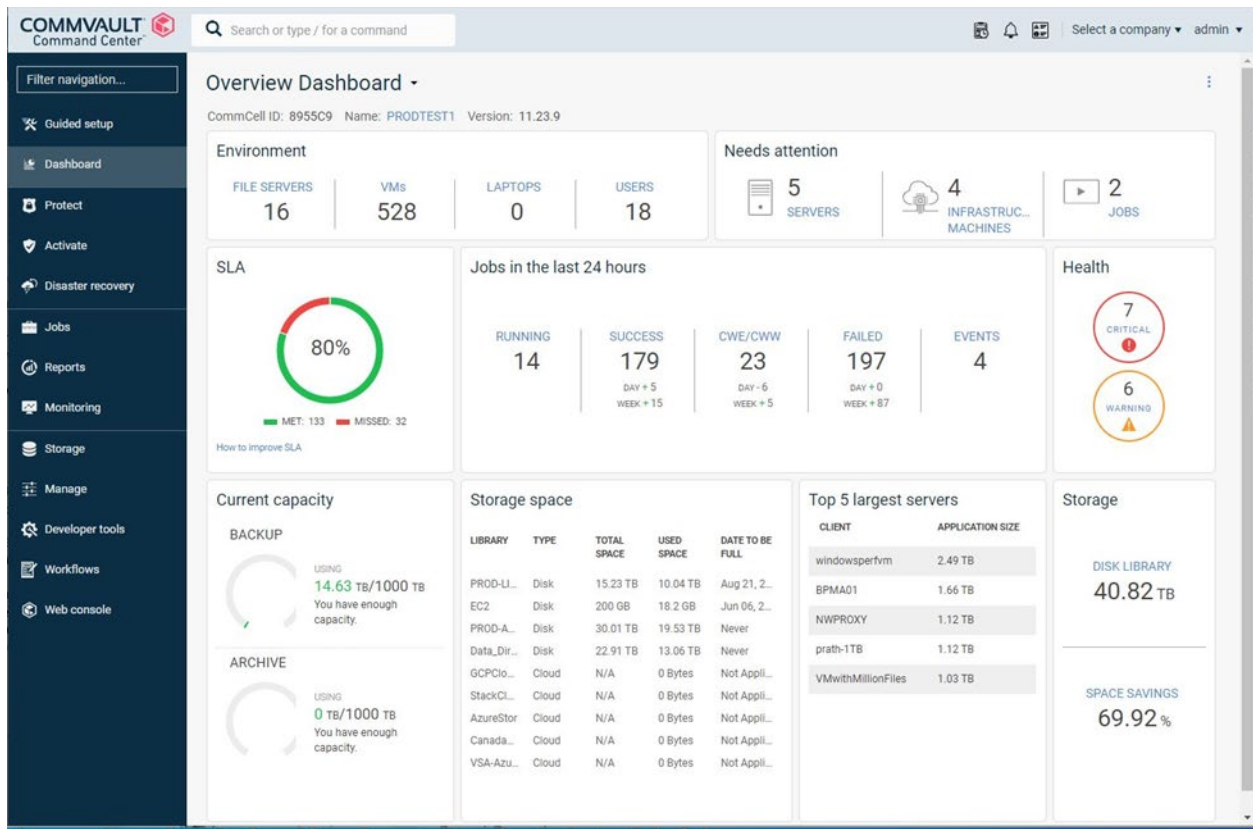 COMMVAULT
Command Center™
Search or type / for a command
Select a company ▾ admin ▾
Filter navigation...
Guided setup
Dashboard
Protect
Activate
Disaster recovery
Jobs
Reports
Monitoring
Storage
Manage
Developer tools
Workflows
Web console
Overview Dashboard
CommCell ID: 8955C9 Name: PRODTEST1 Version: 11.23.9
Environment
FILE SERVERS VMs LAPTOPS USERS
16 528 0 18
Needs attention
5
SERVERS
4
INFRASTRUC...
MACHINES
2
JOBS
SLA
80%
MET: 133 MISSED: 32
How to improve SLA
Jobs in the last 24 hours
RUNNING SUCCESS CWE/CWW FAILED EVENTS
14 179 23 197 4
DAY + 5 DAY - 6 DAY + 0
WEEK + 15 WEEK + 5 WEEK + 87
Health
7
CRITICAL
6
WARNING
Current capacity
BACKUP
USING
14.63 TB/1000 TB
You have enough
capacity.
ARCHIVE
USING
0 TB/1000 TB
You have enough
capacity.
Storage space
LIBRARY TYPE TOTAL SPACE USED SPACE DATE TO BE FULL
PROD-LI... Disk 15.23 TB 10.04 TB Aug 21, 2...
EC2 Disk 200 GB 18.2 GB Jun 06, 2...
PROD-A... Disk 30.01 TB 19.53 TB Never
Data_Dir... Disk 22.91 TB 13.06 TB Never
GCPClo... Cloud N/A 0 Bytes Not Appli...
StackCl... Cloud N/A 0 Bytes Not Appli...
AzureStor Cloud N/A 0 Bytes Not Appli...
Canada... Cloud N/A 0 Bytes Not Appli...
VSA-Azu... Cloud N/A 0 Bytes Not Appli...
Top 5 largest servers
CLIENT APPLICATION SIZE
windowsperfvm 2.49 TB
BPMA01 1.66 TB
NWPROXY 1.12 TB
prath-1TB 1.12 TB
VMwithMillionFiles 1.03 TB
Storage
DISK LIBRARY
40.82 TB
SPACE SAVINGS
69.92 %